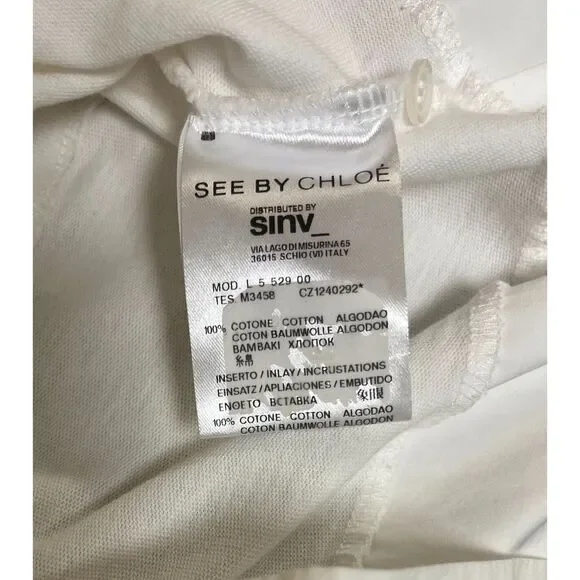 SEE BY CHLOÉ
DISTRIBUTED BY
sinv_
VIA LAGO DI MISURINA 65
36015 SCHIO (VI) ITALY
MOD. L 5 529 00
TES M3458 CZ1240292*
100% COTONE COTTON ALGODAO
COTON BAUMWOLLE ALGODON
BAMBAKI ХЛОПОК
INSERTO / INLAY / INCRUSTATIONS
EINSATZ / APLIACIONES / EMBUTIDO
ENOETO ВСТАВКА
100% COTONE COTTON ALGODAO
COTON BAUMWOLLE ALGODON